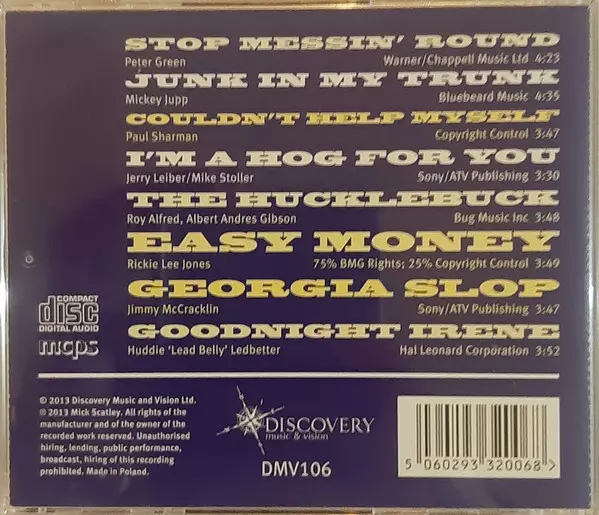 STOP MESSIN' ROUND
Peter Green Warner/Chappell Music Ltd 4:23
JUNK IN MY TRUNK
Mickey Jupp Bluebeard Music 4:35
COULDN'T HELP MYSELF
Paul Sharman Copyright Control 3:47
I'M A HOG FOR YOU
Jerry Leiber/Mike Stoller Sony/ATV Publishing 3:30
THE HUCKLEBUCK
Roy Alfred, Albert Andres Gibson Bug Music Inc 3:48
EASY MONEY
Rickie Lee Jones 75% BMG Rights; 25% Copyright Control 3:49
GEORGIA SLOP
Jimmy McCracklin Sony/ATV Publishing 3:47
GOODNIGHT IRENE
Huddie 'Lead Belly' Ledbetter Hal Leonard Corporation 3:52
COMPACT
disc
DIGITAL AUDIO
mcps
© 2013 Discovery Music and Vision Ltd.
℗ 2013 Mick Scatley. All rights of the
manufacturer and of the owner of the
recorded work reserved. Unauthorised
hiring, lending, public performance,
broadcast, hiring of this recording
prohibited. Made in Poland.
DISCOVERY
music & vision
DMV106
5 060293 320068 >